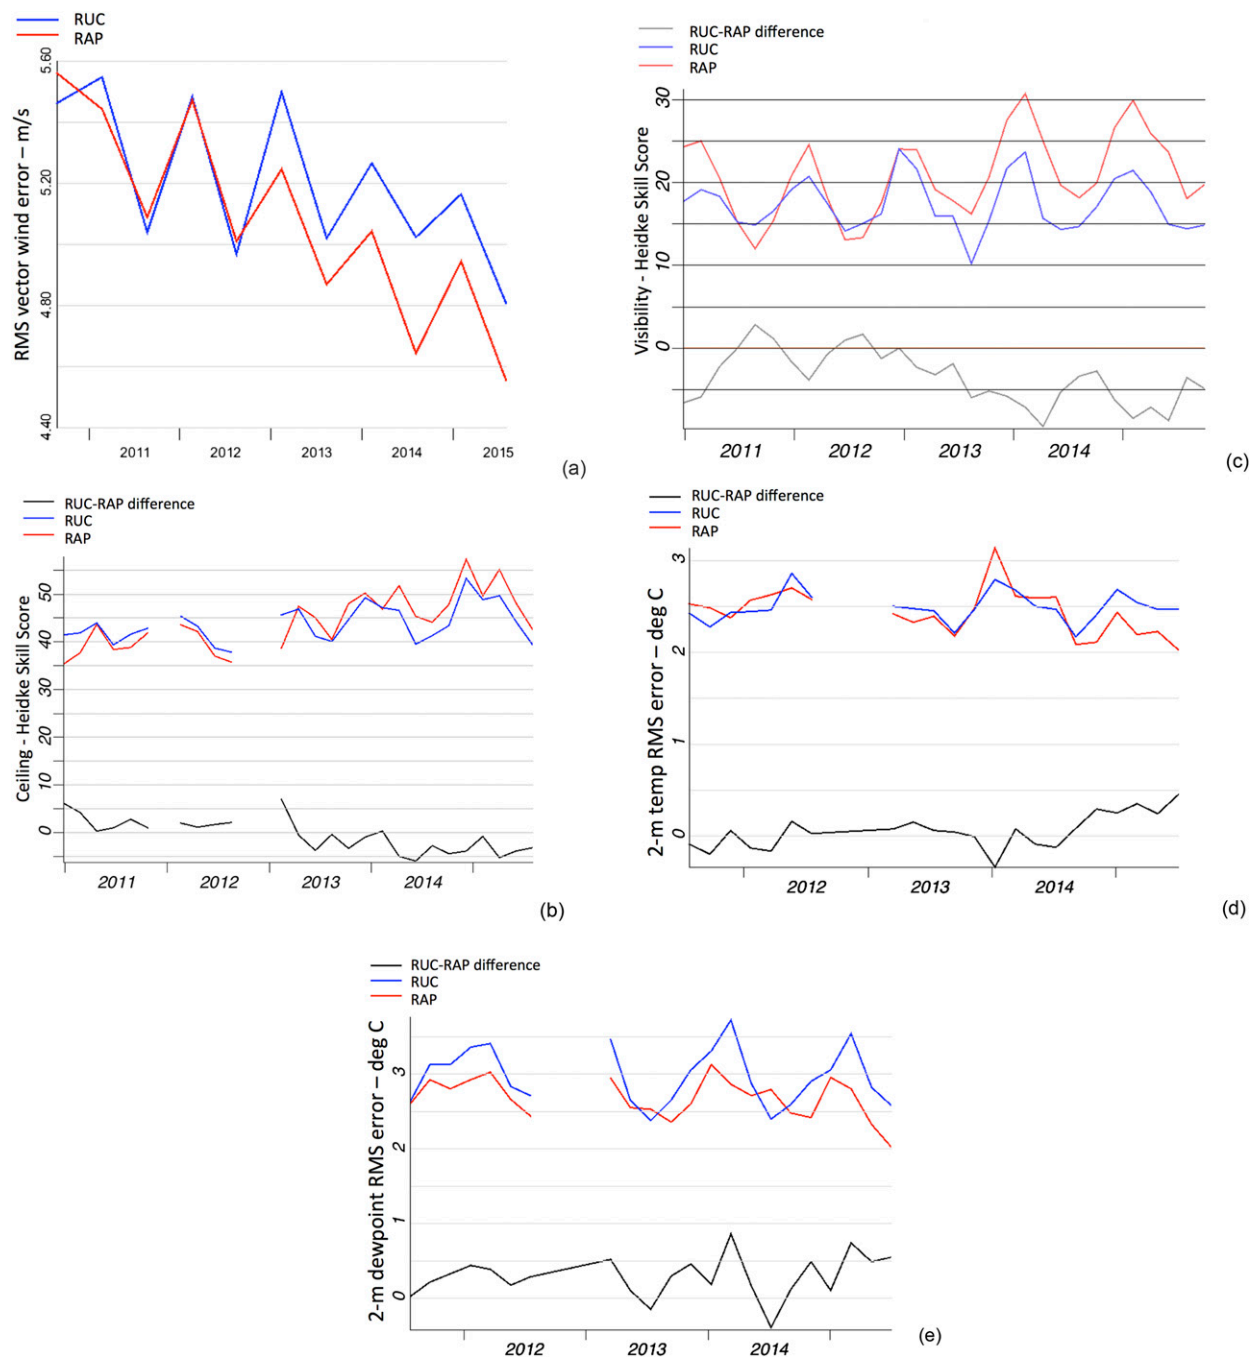 RUC
RAP
RMS vector wind error – m/s
5.60
5.20
4.80
4.40
2011
2012
2013
2014
2015
(a)
RUC-RAP difference
RUC
RAP
Visibility - Heidke Skill Score
30
20
10
0
2011
2012
2013
2014
(c)
RUC-RAP difference
RUC
RAP
Ceiling - Heidke Skill Score
50
40
30
20
10
0
2011
2012
2013
2014
(b)
RUC-RAP difference
RUC
RAP
2-m temp RMS error – deg C
3
2
1
0
2012
2013
2014
(d)
RUC-RAP difference
RUC
RAP
2-m dewpoint RMS error – deg C
3
2
1
0
2012
2013
2014
(e)